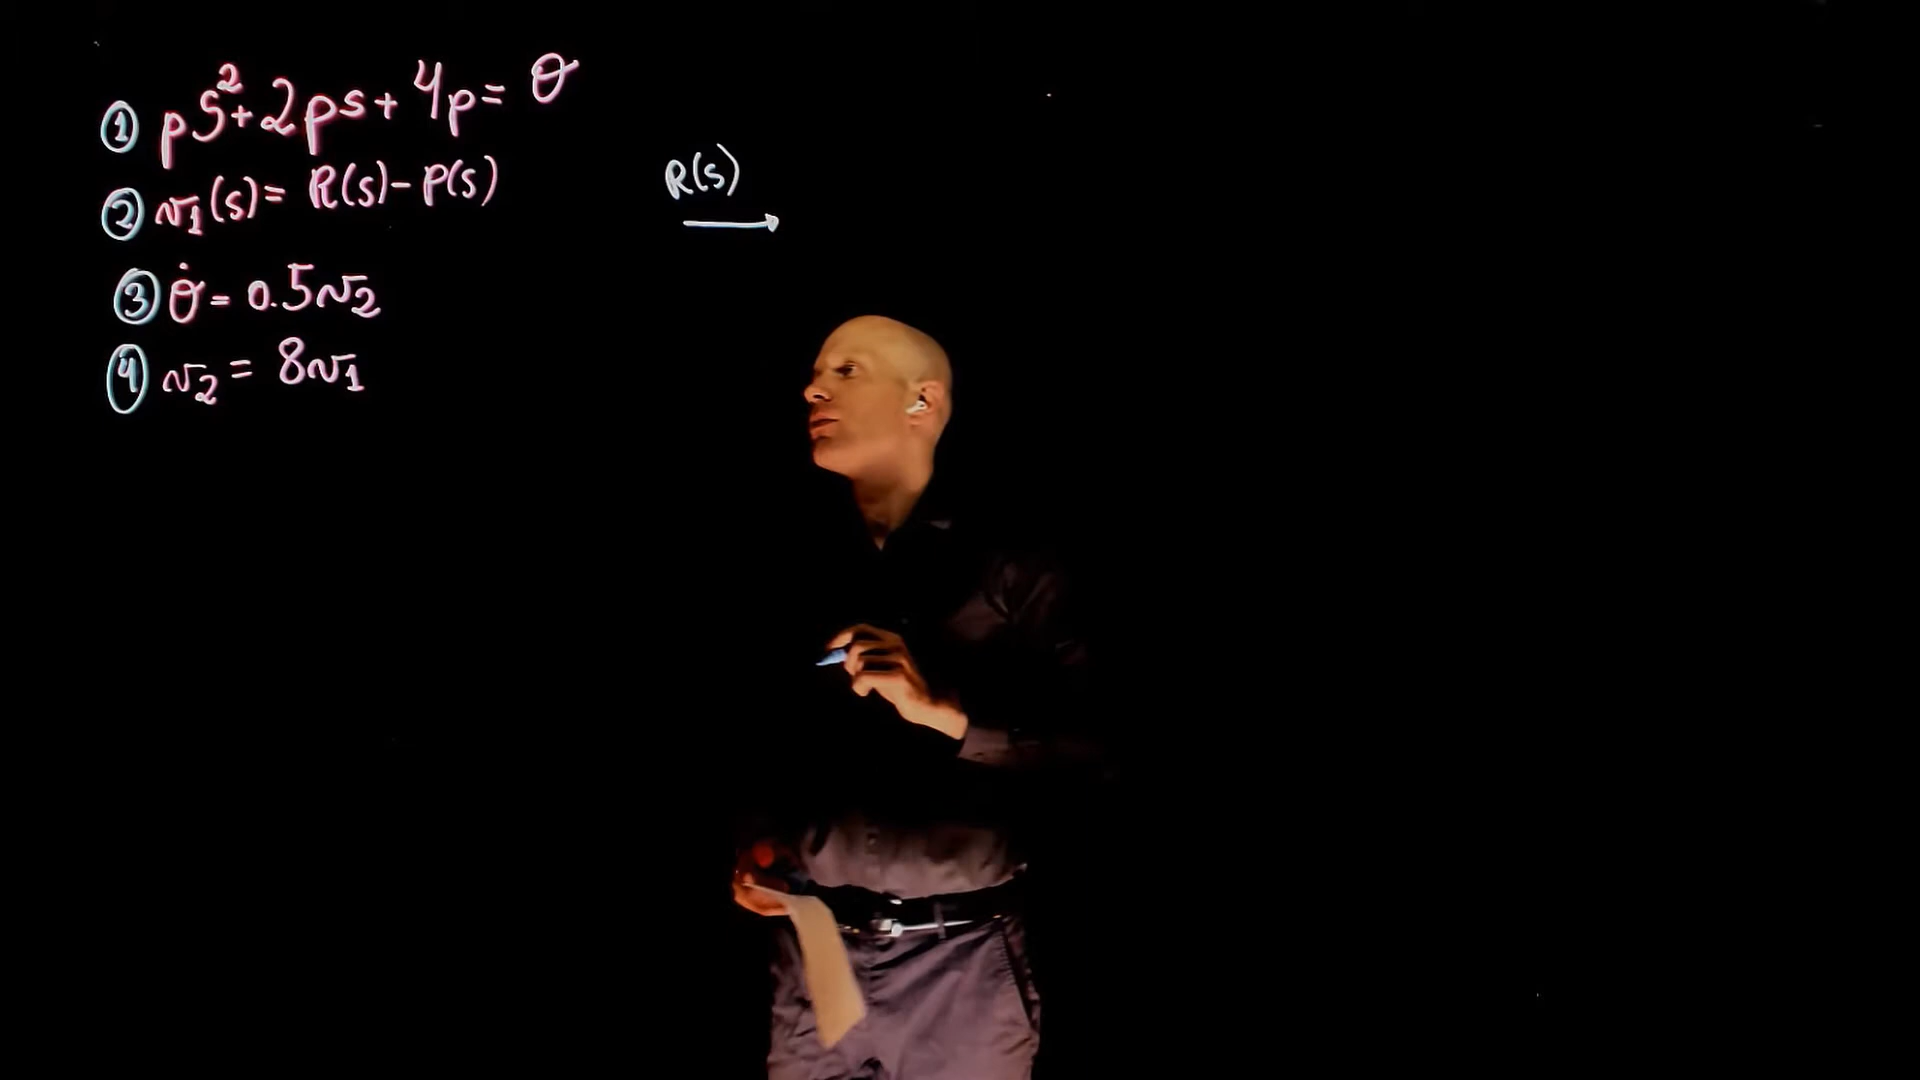 ① pS²+2ps+4p=θ
② v₁(s)=R(s)-P(s)
③ θ̇=0.5v₂
④ v₂=8v₁
R(s)